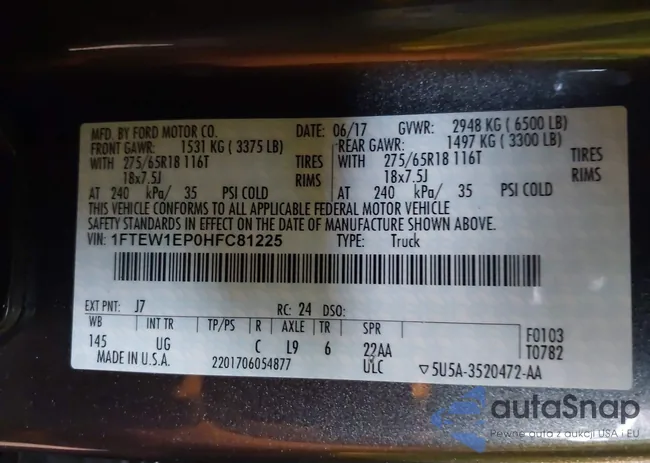 MFD. BY FORD MOTOR CO. DATE: 06/17 GVWR: 2948 KG ( 6500 LB)
FRONT GAWR: 1531 KG ( 3375 LB) REAR GAWR: 1497 KG ( 3300 LB)
WITH 275/65R18 116T TIRES WITH 275/65R18 116T TIRES
18x7.5J RIMS 18x7.5J RIMS
AT 240 kPa/ 35 PSI COLD AT 240 kPa/ 35 PSI COLD
THIS VEHICLE CONFORMS TO ALL APPLICABLE FEDERAL MOTOR VEHICLE
SAFETY STANDARDS IN EFFECT ON THE DATE OF MANUFACTURE SHOWN ABOVE.
VIN: 1FTEW1EP0HFC81225 TYPE: Truck
EXT PNT: J7 RC: 24 DSO:
WB INT TR TP/PS R AXLE TR SPR F0103
145 UG C L9 6 22AA T0782
MADE IN U.S.A. 2201706054877 ULC ▽5U5A-3520472-AA
autaSnap
Pewne auta z aukcji USA i EU